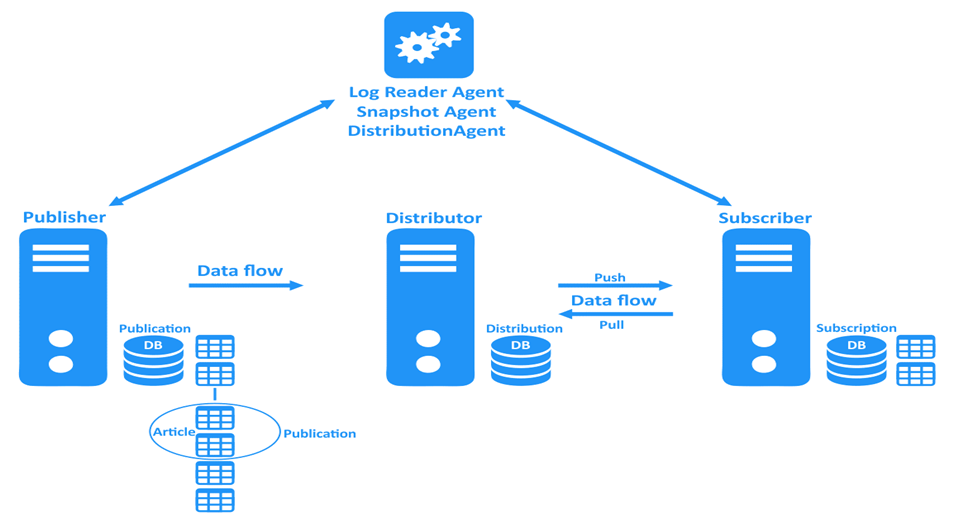 Log Reader Agent
Snapshot Agent
DistributionAgent
Publisher
Distributor
Subscriber
Data flow
Push
Data flow
Pull
Publication
DB
Distribution
DB
Subscription
DB
Article
Publication